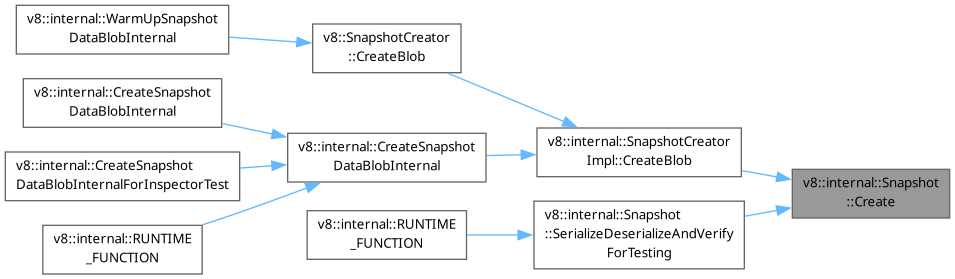 v8::internal::WarmUpSnapshot
DataBlobInternal
v8::SnapshotCreator
::CreateBlob
v8::internal::CreateSnapshot
DataBlobInternal
v8::internal::CreateSnapshot
DataBlobInternal
v8::internal::SnapshotCreator
Impl::CreateBlob
v8::internal::CreateSnapshot
DataBlobInternalForInspectorTest
v8::internal::Snapshot
::Create
v8::internal::RUNTIME
_FUNCTION
v8::internal::RUNTIME
_FUNCTION
v8::internal::Snapshot
::SerializeDeserializeAndVerify
ForTesting